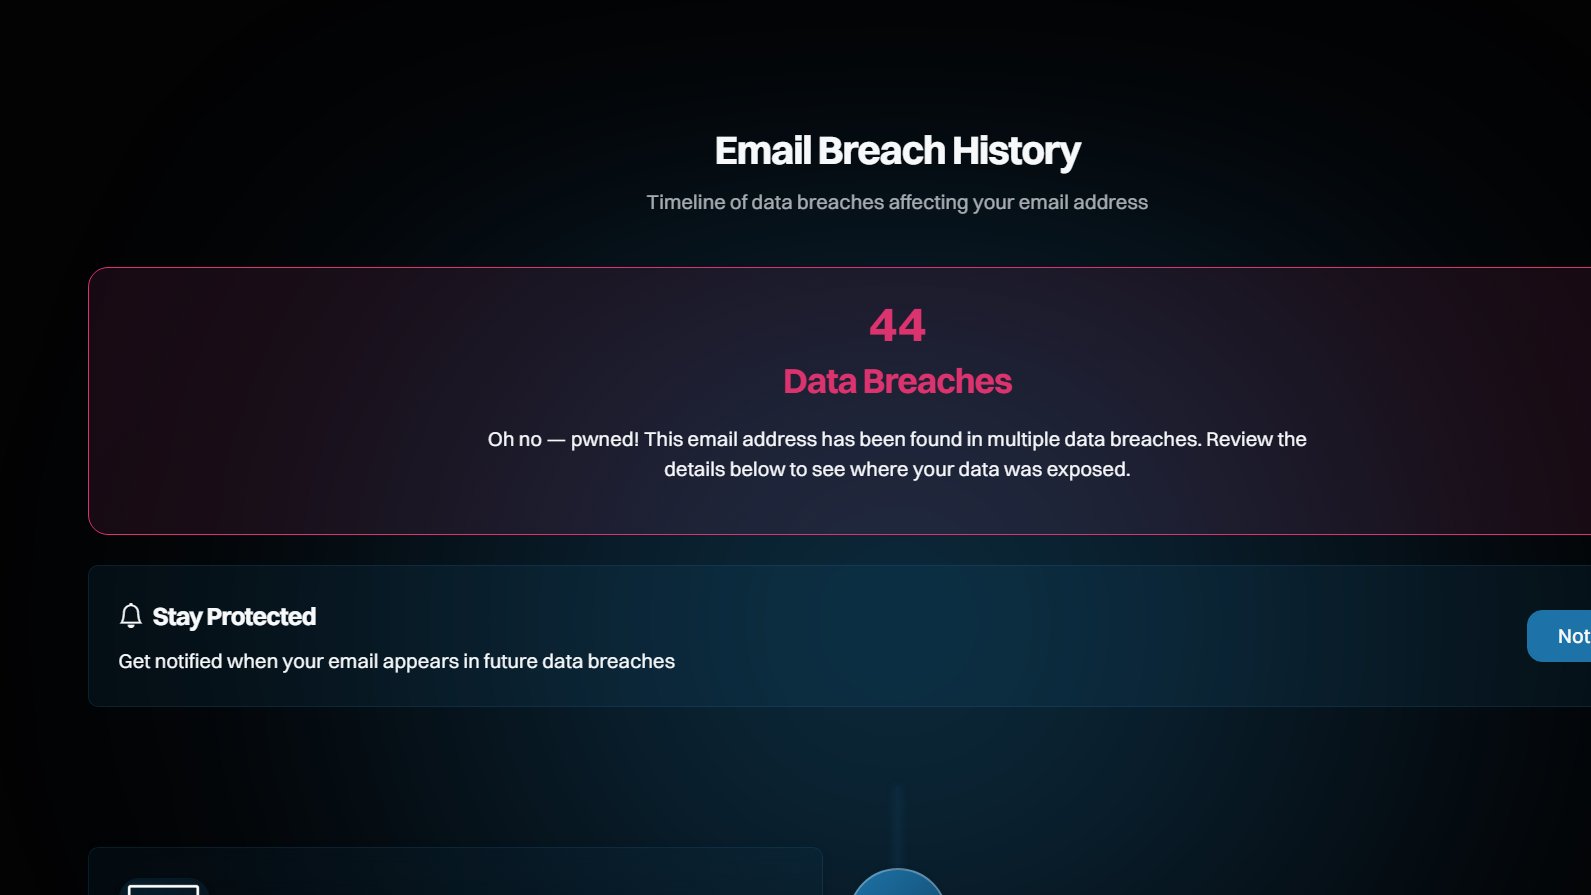 Email Breach History
Timeline of data breaches affecting your email address
44
Data Breaches
Oh no — pwned! This email address has been found in multiple data breaches. Review the
details below to see where your data was exposed.
Stay Protected
Get notified when your email appears in future data breaches
Not